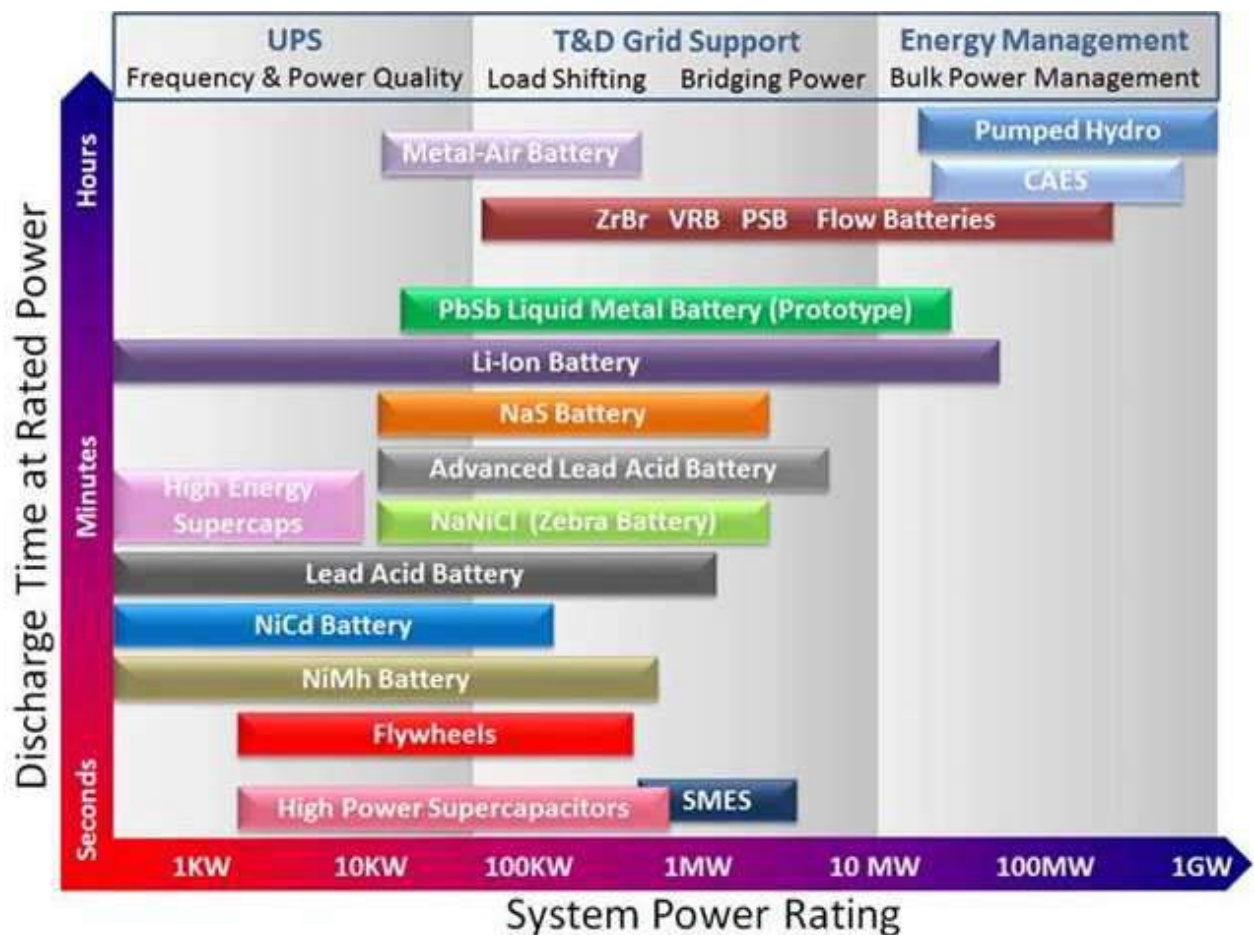 UPS
Frequency & Power Quality
T&D Grid Support
Load Shifting
Bridging Power
Energy Management
Bulk Power Management
Discharge Time at Rated Power
Hours
Minutes
Seconds
Pumped Hydro
Metal-Air Battery
CAES
ZrBr VRB PSB Flow Batteries
PbSb Liquid Metal Battery (Prototype)
Li-Ion Battery
NaS Battery
Advanced Lead Acid Battery
High Energy
Supercaps
NaNiCl (Zebra Battery)
Lead Acid Battery
NiCd Battery
NiMh Battery
Flywheels
SMES
High Power Supercapacitors
1KW 10KW 100KW 1MW 10 MW 100MW 1GW
System Power Rating